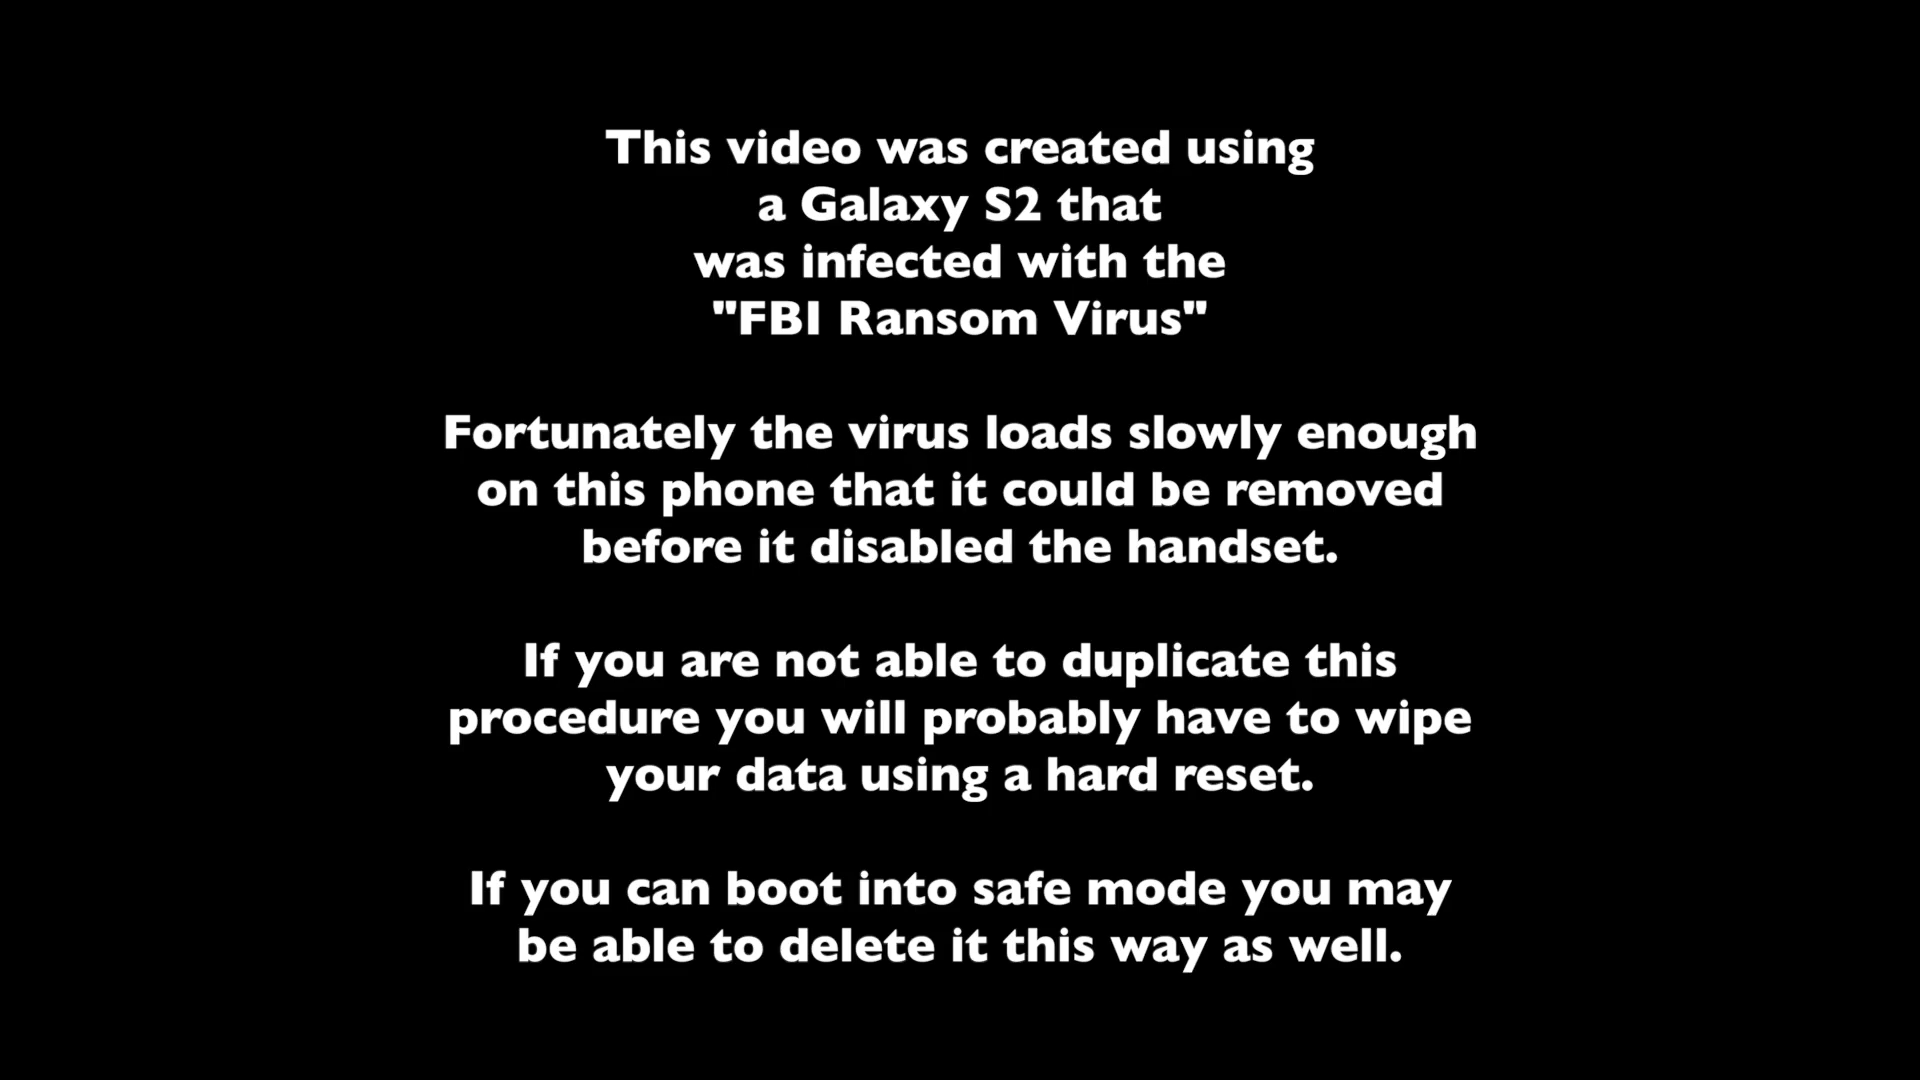 This video was created using
a Galaxy S2 that
was infected with the
"FBI Ransom Virus"
Fortunately the virus loads slowly enough
on this phone that it could be removed
before it disabled the handset.
If you are not able to duplicate this
procedure you will probably have to wipe
your data using a hard reset.
If you can boot into safe mode you may
be able to delete it this way as well.